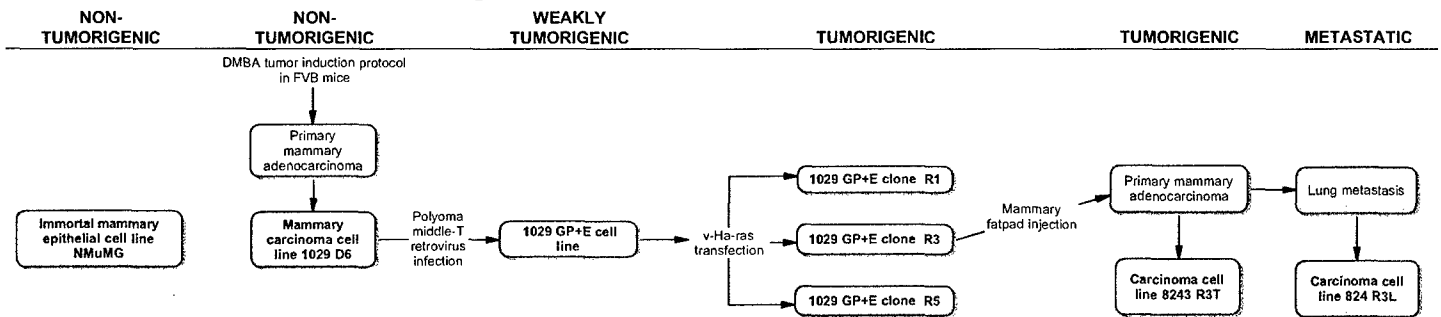 NON-
TUMORIGENIC
NON-
TUMORIGENIC
WEAKLY
TUMORIGENIC
TUMORIGENIC
TUMORIGENIC
METASTATIC
DMBA tumor induction protocol
in FVB mice
Primary
mammary
adenocarcinoma
Immortal mammary
epithelial cell line
NMuMG
Mammary
carcinoma cell
line 1029 D6
Polyoma
middle-T
retrovirus
infection
1029 GP+E cell
line
v-Ha-ras
transfection
1029 GP+E clone R1
1029 GP+E clone R3
1029 GP+E clone R5
Mammary
fatpad injection
Primary mammary
adenocarcinoma
Lung metastasis
Carcinoma cell
line 8243 R3T
Carcinoma cell
line 824 R3L